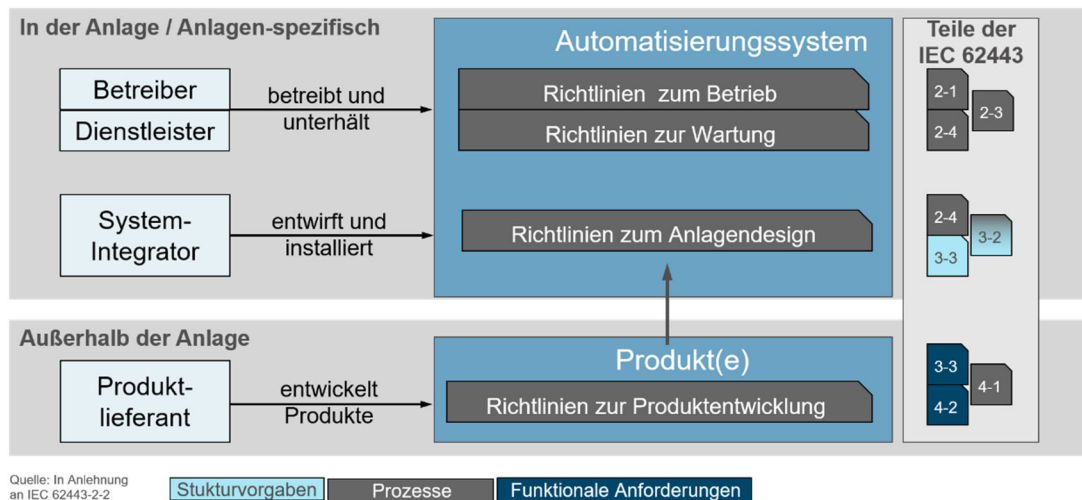 In der Anlage / Anlagen-spezifisch
Automatisierungssystem
Teile der
IEC 62443
Betreiber
Dienstleister
betreibt und
unterhält
Richtlinien zum Betrieb
Richtlinien zur Wartung
2-1
2-4
2-3
System-
Integrator
entwirft und
installiert
Richtlinien zum Anlagendesign
2-4
3-3
3-2
Außerhalb der Anlage
Produkt(e)
Produkt-
lieferant
entwickelt
Produkte
Richtlinien zur Produktentwicklung
3-3
4-2
4-1
Quelle: In Anlehnung
an IEC 62443-2-2
Stukturvorgaben
Prozesse
Funktionale Anforderungen